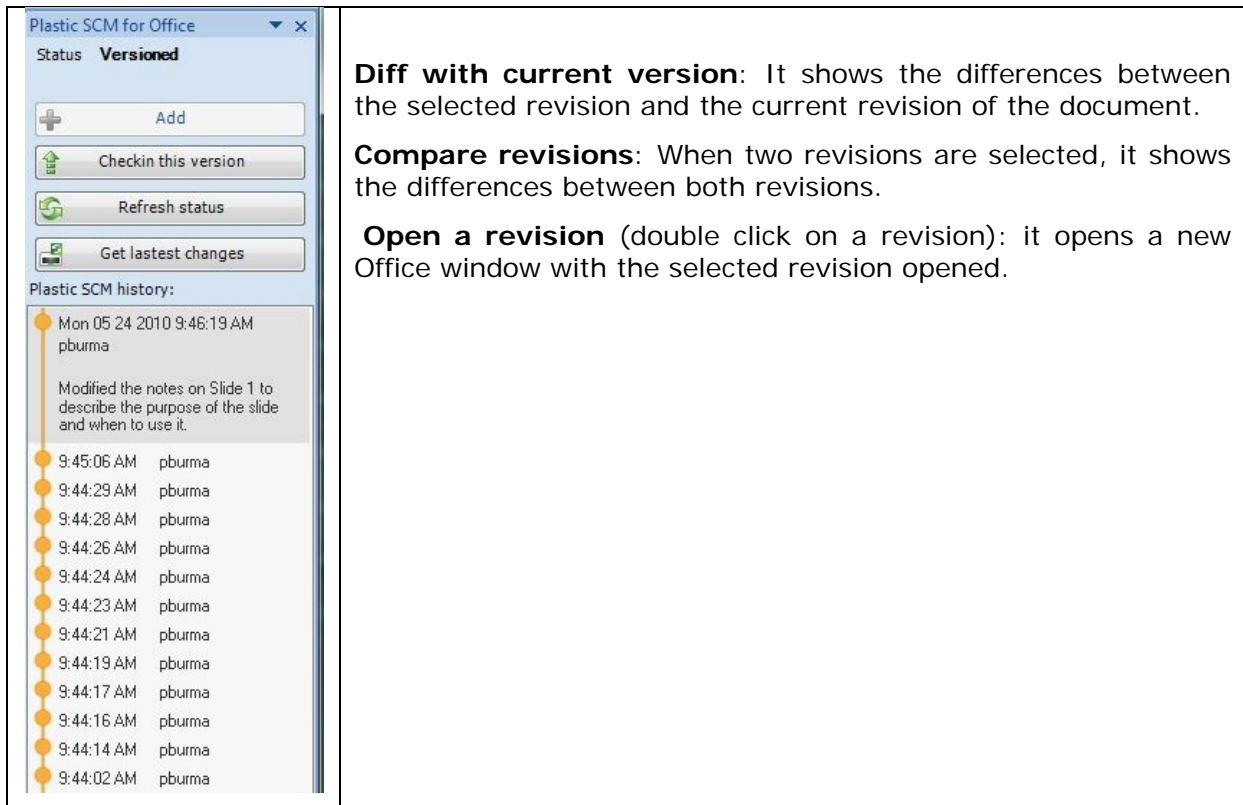 Plastic SCM for Office
Status Versioned
Add
Checkin this version
Refresh status
Get lastest changes
Plastic SCM history:
Mon 05 24 2010 9:46:19 AM
pburma
Modified the notes on Slide 1 to
describe the purpose of the slide
and when to use it.
9:45:06 AM pburma
9:44:29 AM pburma
9:44:28 AM pburma
9:44:26 AM pburma
9:44:24 AM pburma
9:44:23 AM pburma
9:44:21 AM pburma
9:44:19 AM pburma
9:44:17 AM pburma
9:44:16 AM pburma
9:44:14 AM pburma
9:44:02 AM pburma
Diff with current version: It shows the differences between
the selected revision and the current revision of the document.
Compare revisions: When two revisions are selected, it shows
the differences between both revisions.
Open a revision (double click on a revision): it opens a new
Office window with the selected revision opened.